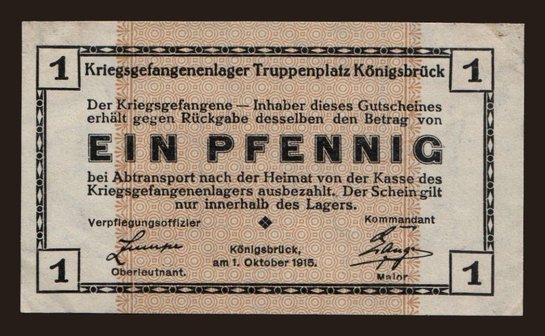 1 Kriegsgefangenenlager Truppenplatz Königsbrück 1
Der Kriegsgefangene — Inhaber dieses Gutscheines
erhält gegen Rückgabe desselben den Betrag von
EIN PFENNIG
bei Abtransport nach der Heimat von der Kasse des
Kriegsgefangenenlagers ausbezahlt. Der Schein gilt
nur innerhalb des Lagers.
Verpflegungsoffizier Kommandant
Königsbrück,
1 am 1. Oktober 1915. 1
Oberleutnant. Major